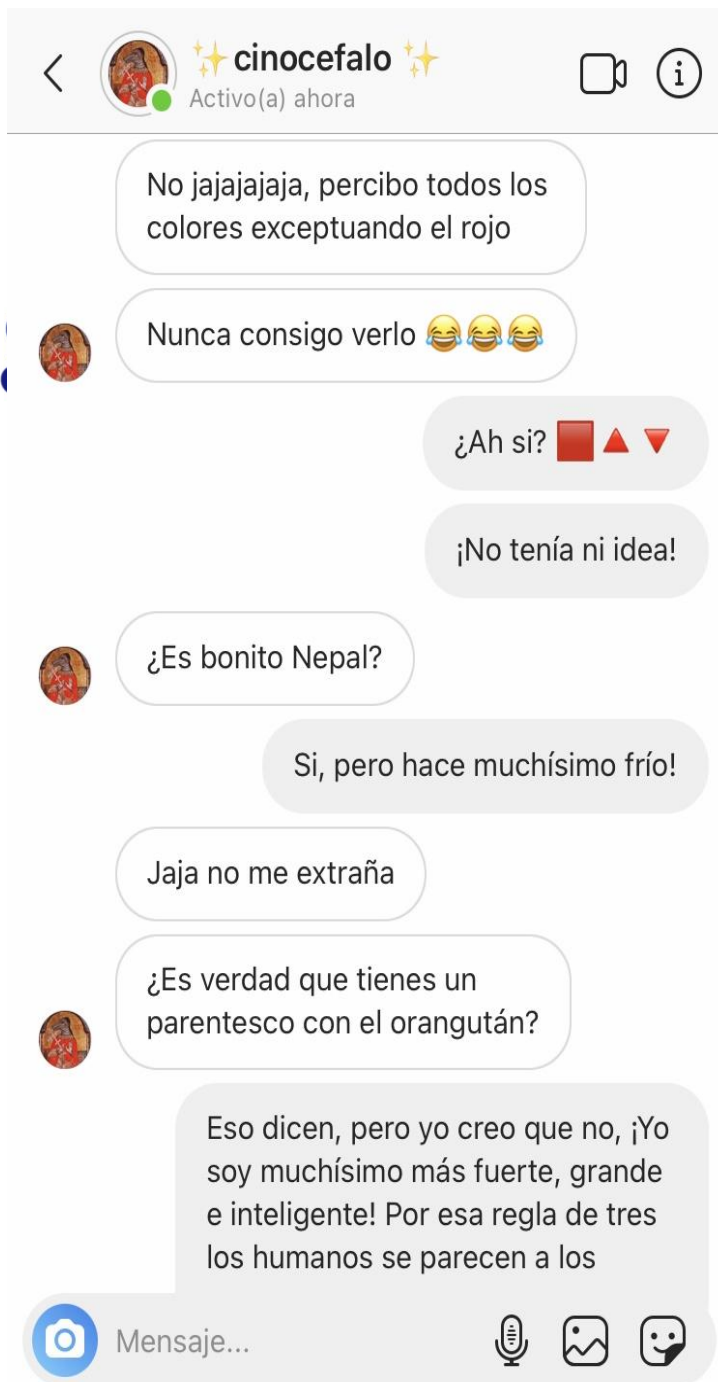 ✨ cinocefalo ✨
Activo(a) ahora
No jajajajaja, percibo todos los
colores exceptuando el rojo
Nunca consigo verlo 😂😂😂
¿Ah si? 🟥🔺🔻
¡No tenía ni idea!
¿Es bonito Nepal?
Si, pero hace muchísimo frío!
Jaja no me extraña
¿Es verdad que tienes un
parentesco con el orangután?
Eso dicen, pero yo creo que no, ¡Yo
soy muchísimo más fuerte, grande
e inteligente! Por esa regla de tres
los humanos se parecen a los
Mensaje...